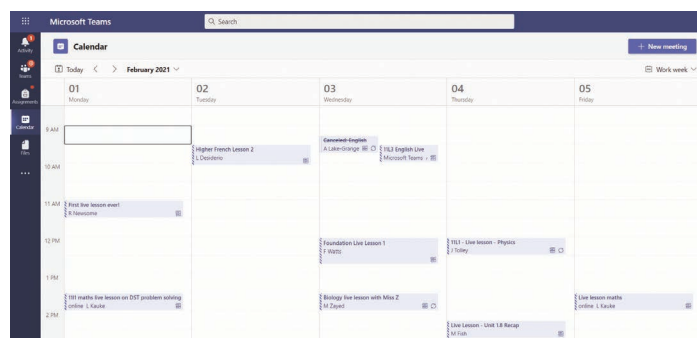 Microsoft Teams
Search
Activity
Teams
Assignments
Calendar
Files
Calendar
+ New meeting
Today
February 2021
Work week
01
Monday
02
Tuesday
03
Wednesday
04
Thursday
05
Friday
9 AM
10 AM
11 AM
12 PM
1 PM
2 PM
Canceled: English
A Lake-Grange
Higher French Lesson 2
L Desiderio
11L3 English Live
Microsoft Teams
First live lesson ever!
R Newsome
Foundation Live Lesson 1
F Watts
11L1 - Live lesson - Physics
J Tolley
11l1 maths live lesson on DST problem solving
online L Kauke
Biology live lesson with Miss Z
M Zayed
Live lesson maths
online L Kauke
Live Lesson - Unit 1.8 Recap
M Fish